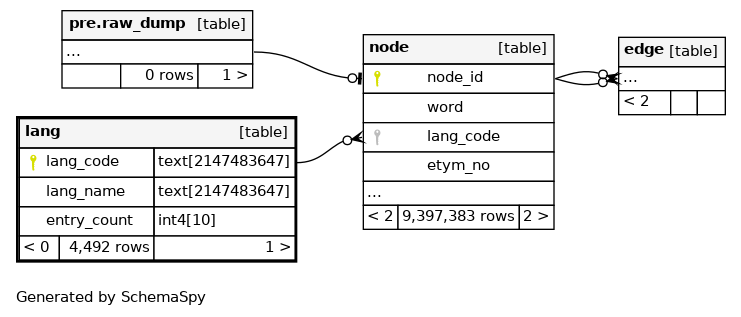 pre.raw_dump [table]
...
0 rows 1 >
node [table]
node_id
word
lang_code
etym_no
...
< 2 9,397,383 rows 2 >
edge [table]
...
< 2
lang [table]
lang_code text[2147483647]
lang_name text[2147483647]
entry_count int4[10]
< 0 4,492 rows 1 >
Generated by SchemaSpy